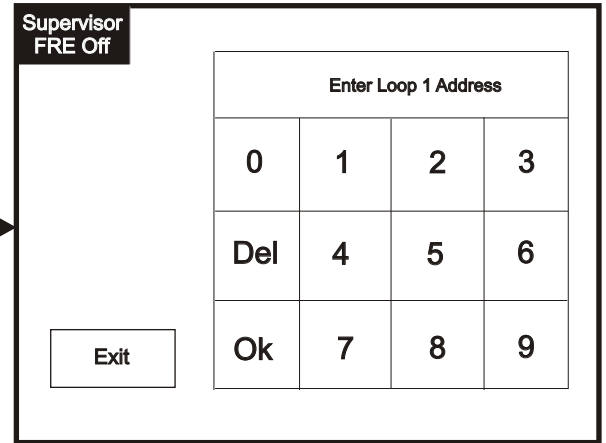 Supervisor
FRE Off
Enter Loop 1 Address
0 1 2 3
Del 4 5 6
Exit
Ok 7 8 9